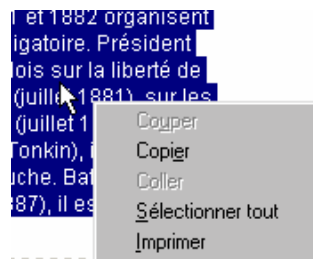 et 1882 organisent
igatoire. Président
lois sur la liberté de
(juillet 1881), sur les
(juillet 1
Tonkin), i
uche. Bat
87), il es
Couper
Copier
Coller
Sélectionner tout
Imprimer